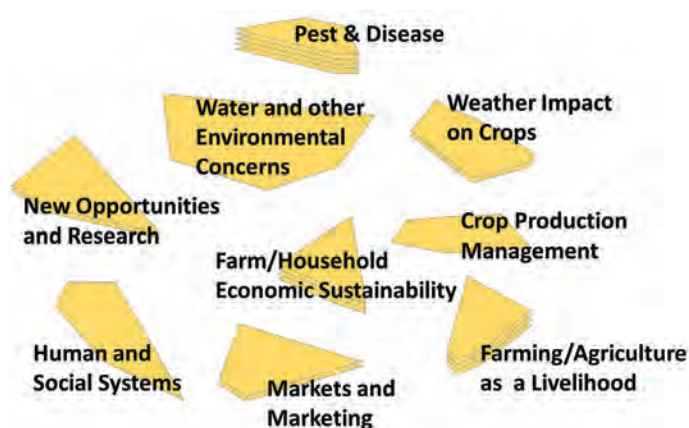 Pest & Disease
Water and other
Environmental
Concerns
Weather Impact
on Crops
New Opportunities
and Research
Crop Production
Management
Farm/Household
Economic Sustainability
Human and
Social Systems
Markets and
Marketing
Farming/Agriculture
as a Livelihood